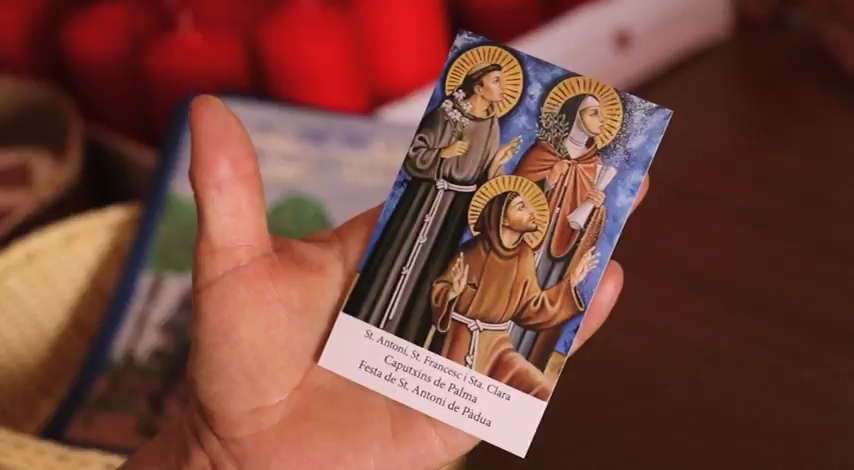 St. Antoni, St. Francesc i Sta. Clara
Caputxins de Palma
Festa de St. Antoni de Pàdua